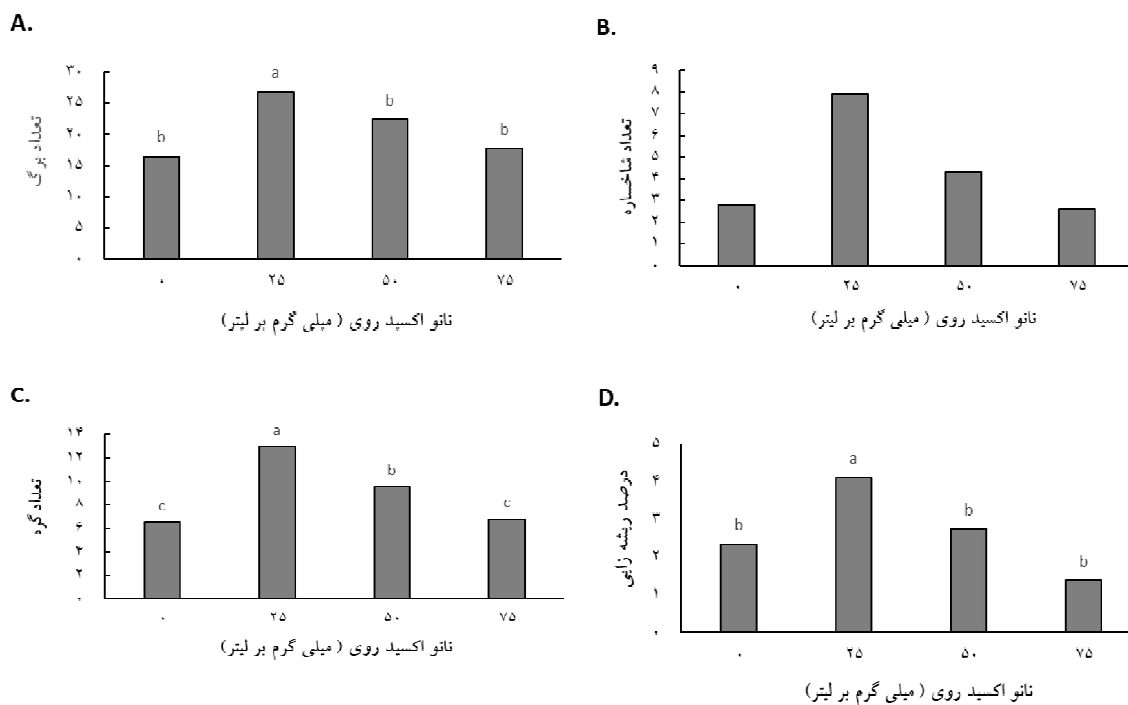 A.
تعداد برگ
۳۰
۲۵
۲۰
۱۵
۱۰
۵
۰
b
a
b
b
۰ ۲۵ ۵۰ ۷۵
نانو اکسید روی ( میلی گرم بر لیتر)
B.
تعداد شاخساره
۹
۸
۷
۶
۵
۴
۳
۲
۱
۰
۰ ۲۵ ۵۰ ۷۵
نانو اکسید روی ( میلی گرم بر لیتر)
C.
تعداد گره
۱۴
۱۲
۱۰
۸
۶
۴
۲
۰
c
a
b
c
۰ ۲۵ ۵۰ ۷۵
نانو اکسید روی ( میلی گرم بر لیتر)
D.
درصد ریشه زایی
۵
۴
۳
۲
۱
۰
b
a
b
b
۰ ۲۵ ۵۰ ۷۵
نانو اکسید روی ( میلی گرم بر لیتر)